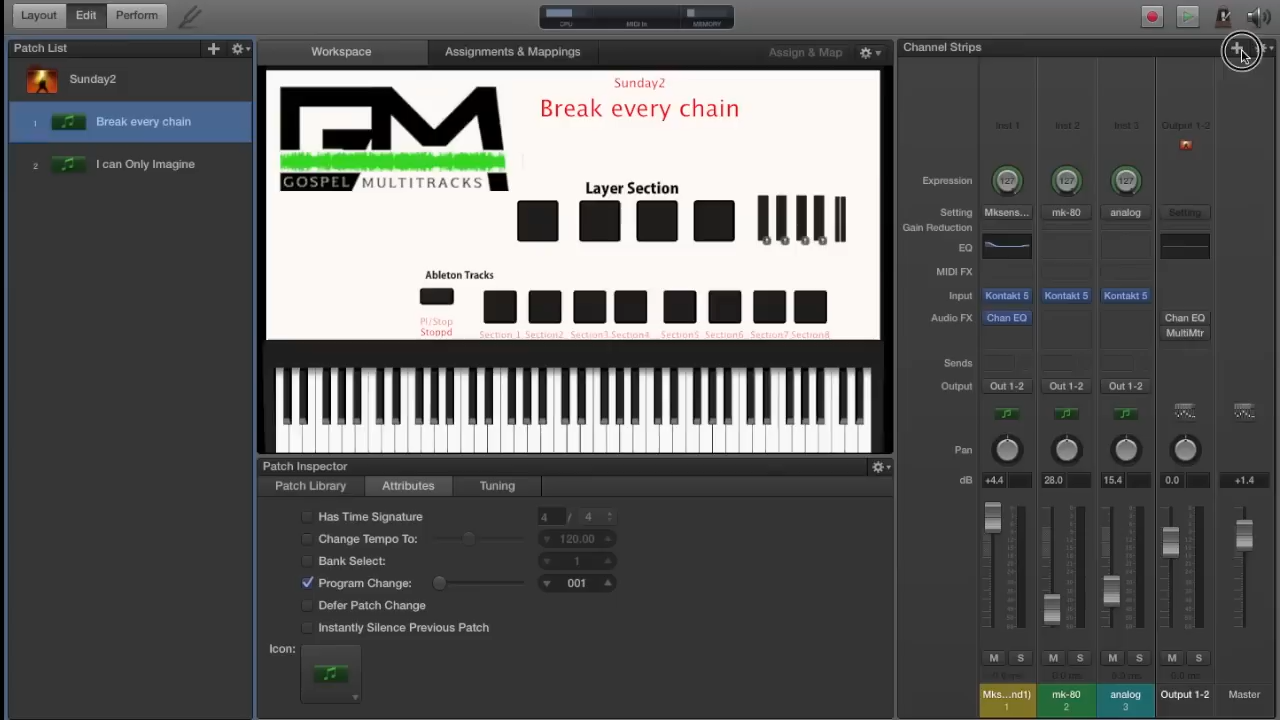 Layout Edit Perform
CPU MIDI In MEMORY
Patch List
Sunday2
1 Break every chain
2 I can Only Imagine
Workspace Assignments & Mappings Assign & Map
Sunday2
Break every chain
GM
GOSPEL MULTITRACKS
Layer Section
Ableton Tracks
Pl/Stop
Stoppd
Section 1 Section2 Section3 Section4 Section5 Section6 Section7 Section8
Patch Inspector
Patch Library Attributes Tuning
Has Time Signature 4 / 4
Change Tempo To: 120.00
Bank Select: 1
Program Change: 001
Defer Patch Change
Instantly Silence Previous Patch
Icon:
Channel Strips
Inst 1 Inst 2 Inst 3 Output 1-2
Expression 127 127 127
Setting Mksens... mk-80 analog Setting
Gain Reduction
EQ
MIDI FX
Input Kontakt 5 Kontakt 5 Kontakt 5
Audio FX Chan EQ Chan EQ
MultiMtr
Sends
Output Out 1-2 Out 1-2 Out 1-2
Pan
dB +4.4 28.0 15.4 0.0 +1.4
M S M S M S M S
Mks...nd1) mk-80 analog Output 1-2 Master
1 2 3